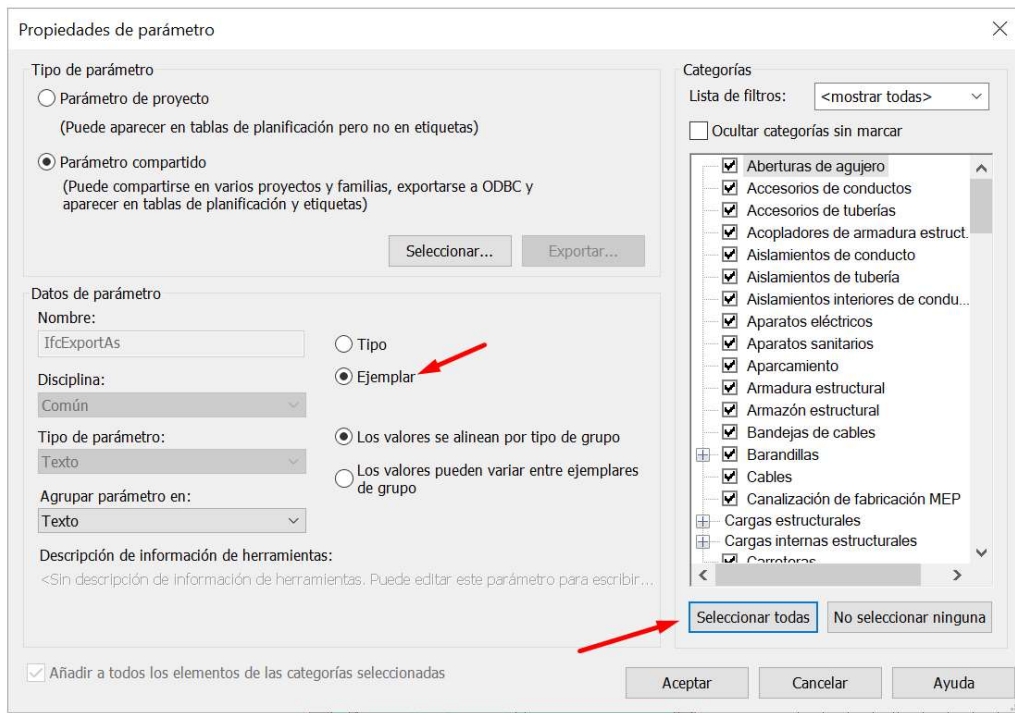 Propiedades de parámetro
Tipo de parámetro
Parámetro de proyecto
(Puede aparecer en tablas de planificación pero no en etiquetas)
Parámetro compartido
(Puede compartirse en varios proyectos y familias, exportarse a ODBC y
aparecer en tablas de planificación y etiquetas)
Seleccionar...
Exportar...
Datos de parámetro
Nombre:
IfcExportAs
Tipo
Disciplina:
Ejemplar
Común
Tipo de parámetro:
Los valores se alinean por tipo de grupo
Texto
Los valores pueden variar entre ejemplares
de grupo
Agrupar parámetro en:
Texto
Descripción de información de herramientas:
<Sin descripción de información de herramientas. Puede editar este parámetro para escribir...
Añadir a todos los elementos de las categorías seleccionadas
Categorías
Lista de filtros:
<mostrar todas>
Ocultar categorías sin marcar
Aberturas de agujero
Accesorios de conductos
Accesorios de tuberías
Acopladores de armadura estruct.
Aislamientos de conducto
Aislamientos de tubería
Aislamientos interiores de condu...
Aparatos eléctricos
Aparatos sanitarios
Aparcamiento
Armadura estructural
Armazón estructural
Bandejas de cables
Barandillas
Cables
Canalización de fabricación MEP
Cargas estructurales
Cargas internas estructurales
Carreteras
Seleccionar todas
No seleccionar ninguna
Aceptar
Cancelar
Ayuda